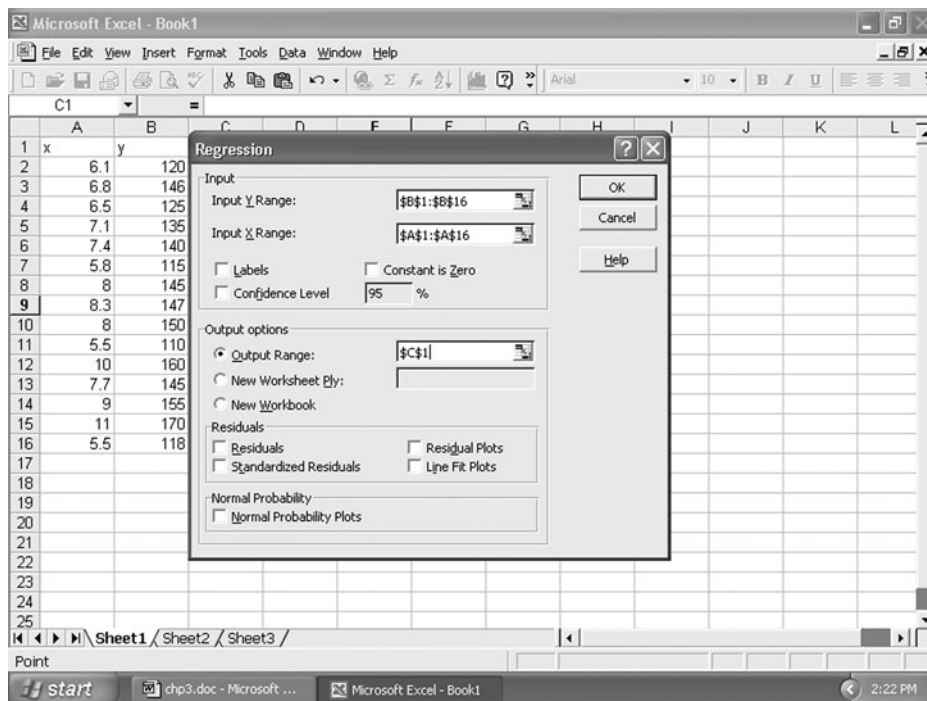 Microsoft Excel - Book1
File Edit View Insert Format Tools Data Window Help
Arial 10 B I U
C1 =
A B C D E F G H I J K L
1 x y
2 6.1 120
3 6.8 146
4 6.5 125
5 7.1 135
6 7.4 140
7 5.8 115
8 8 145
9 8.3 147
10 8 150
11 5.5 110
12 10 160
13 7.7 145
14 9 155
15 11 170
16 5.5 118
17
18
19
20
21
22
23
24
25
Regression
Input
Input Y Range: $B$1:$B$16
Input X Range: $A$1:$A$16
Labels Constant is Zero
Confidence Level 95 %
Output options
Output Range: $C$1
New Worksheet Ply:
New Workbook
Residuals
Residuals Residual Plots
Standardized Residuals Line Fit Plots
Normal Probability
Normal Probability Plots
OK
Cancel
Help
Sheet1 Sheet2 Sheet3
Point
start chp3.doc - Microsoft ... Microsoft Excel - Book1 2:22 PM